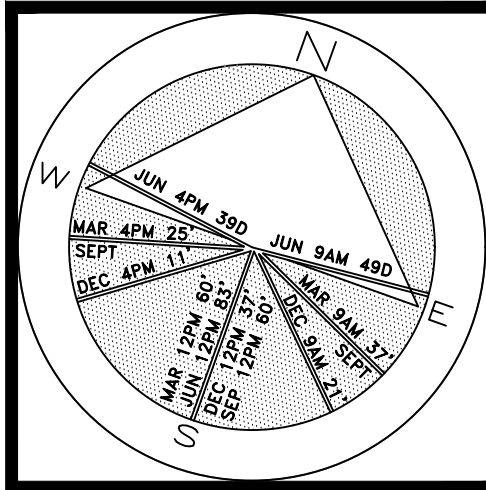 N
W
JUN 4PM 39D
JUN 9AM 49D
MAR 4PM 25°
SEPT
DEC 4PM 11°
MAR 9AM 37°
SEPT
DEC 9AM 21°
MAR 12PM 60°
JUN 12PM 83°
DEC 12PM 37°
SEP 12PM 60°
E
S